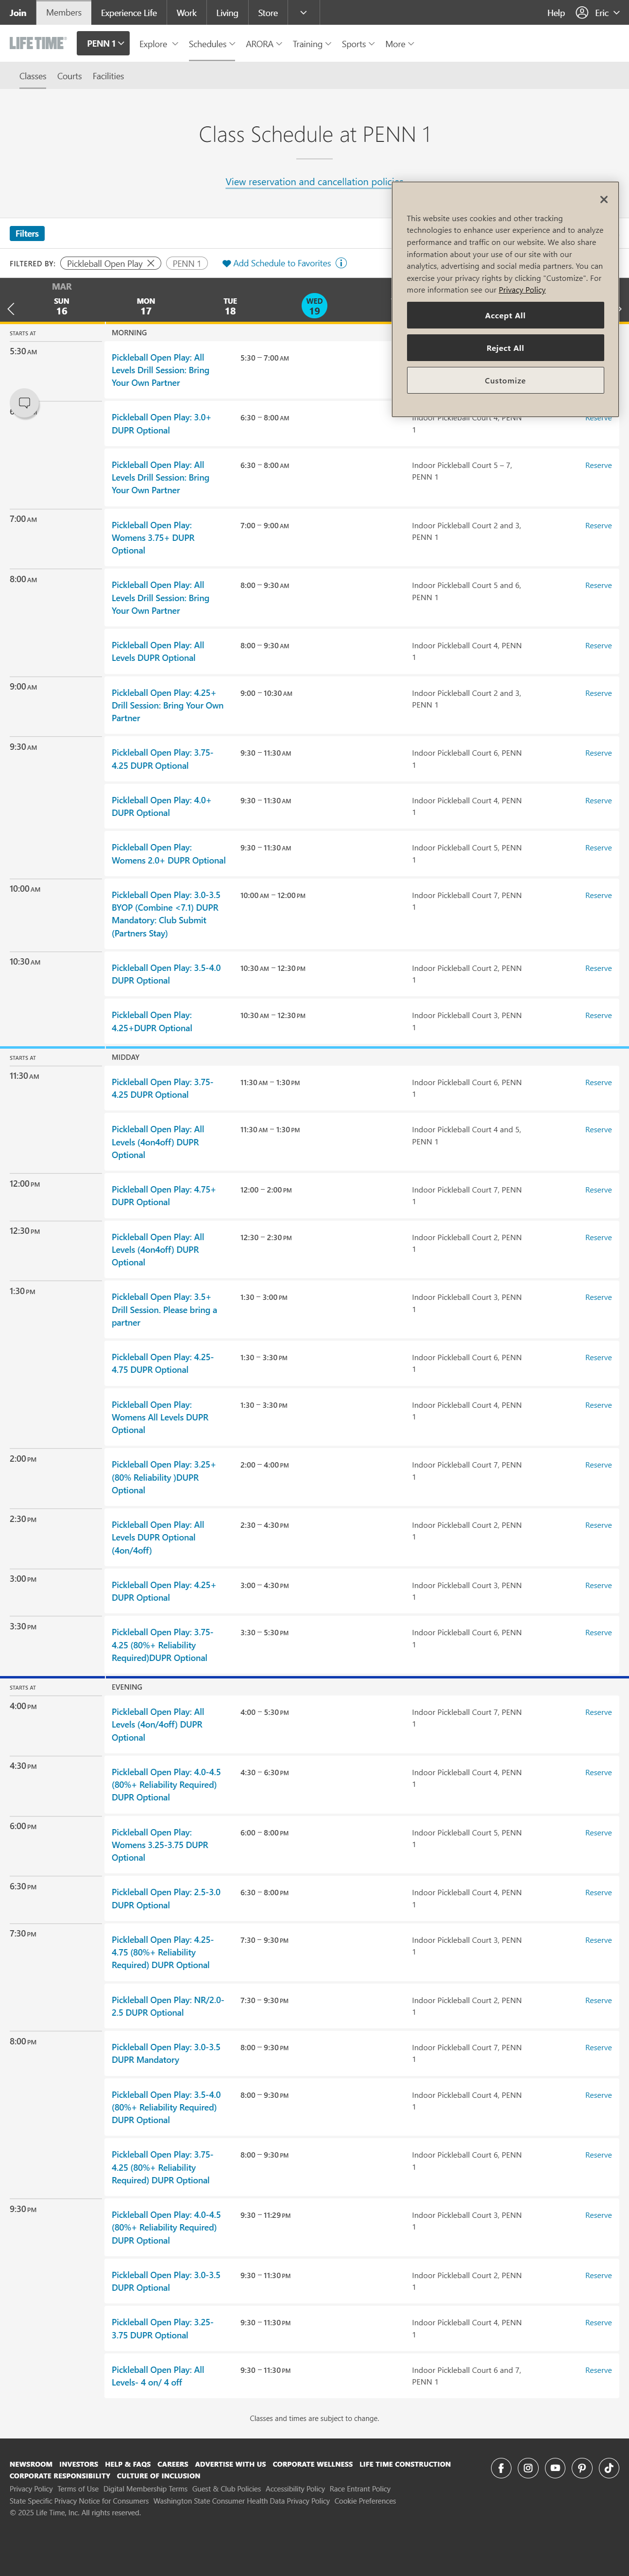 Join Members Experience Life Work Living Store Help Eric
LIFE TIME PENN 1 Explore Schedules ARORA Training Sports More
Classes Courts Facilities
Class Schedule at PENN 1
View reservation and cancellation policies
This website uses cookies and other tracking
technologies to enhance user experience and to analyze
performance and traffic on our website. We also share
information about your use of our site with our
analytics, advertising and social media partners. You can
exercise your privacy rights by clicking "Customize". For
more information see our Privacy Policy
Accept All
Reject All
Customize
Filters
FILTERED BY: Pickleball Open Play PENN 1 Add Schedule to Favorites
MAR
SUN MON TUE WED
16 17 18 19
STARTS AT MORNING
5:30 AM Pickleball Open Play: All 5:30 – 7:00 AM
Levels Drill Session: Bring
Your Own Partner
Pickleball Open Play: 3.0+ 6:30 – 8:00 AM Indoor Pickleball Court 4, PENN Reserve
DUPR Optional 1
Pickleball Open Play: All 6:30 – 8:00 AM Indoor Pickleball Court 5 – 7, Reserve
Levels Drill Session: Bring PENN 1
Your Own Partner
7:00 AM Pickleball Open Play: 7:00 – 9:00 AM Indoor Pickleball Court 2 and 3, Reserve
Womens 3.75+ DUPR PENN 1
Optional
8:00 AM Pickleball Open Play: All 8:00 – 9:30 AM Indoor Pickleball Court 5 and 6, Reserve
Levels Drill Session: Bring PENN 1
Your Own Partner
Pickleball Open Play: All 8:00 – 9:30 AM Indoor Pickleball Court 4, PENN Reserve
Levels DUPR Optional 1
9:00 AM Pickleball Open Play: 4.25+ 9:00 – 10:30 AM Indoor Pickleball Court 2 and 3, Reserve
Drill Session: Bring Your Own PENN 1
Partner
9:30 AM Pickleball Open Play: 3.75- 9:30 – 11:30 AM Indoor Pickleball Court 6, PENN Reserve
4.25 DUPR Optional 1
Pickleball Open Play: 4.0+ 9:30 – 11:30 AM Indoor Pickleball Court 4, PENN Reserve
DUPR Optional 1
Pickleball Open Play: 9:30 – 11:30 AM Indoor Pickleball Court 5, PENN Reserve
Womens 2.0+ DUPR Optional 1
10:00 AM Pickleball Open Play: 3.0-3.5 10:00 AM – 12:00 PM Indoor Pickleball Court 7, PENN Reserve
BYOP (Combine <7.1) DUPR 1
Mandatory: Club Submit
(Partners Stay)
10:30 AM Pickleball Open Play: 3.5-4.0 10:30 AM – 12:30 PM Indoor Pickleball Court 2, PENN Reserve
DUPR Optional 1
Pickleball Open Play: 10:30 AM – 12:30 PM Indoor Pickleball Court 3, PENN Reserve
4.25+DUPR Optional 1
STARTS AT MIDDAY
11:30 AM Pickleball Open Play: 3.75- 11:30 AM – 1:30 PM Indoor Pickleball Court 6, PENN Reserve
4.25 DUPR Optional 1
Pickleball Open Play: All 11:30 AM – 1:30 PM Indoor Pickleball Court 4 and 5, Reserve
Levels (4on4off) DUPR PENN 1
Optional
12:00 PM Pickleball Open Play: 4.75+ 12:00 – 2:00 PM Indoor Pickleball Court 7, PENN Reserve
DUPR Optional 1
12:30 PM Pickleball Open Play: All 12:30 – 2:30 PM Indoor Pickleball Court 2, PENN Reserve
Levels (4on4off) DUPR 1
Optional
1:30 PM Pickleball Open Play: 3.5+ 1:30 – 3:00 PM Indoor Pickleball Court 3, PENN Reserve
Drill Session. Please bring a 1
partner
Pickleball Open Play: 4.25- 1:30 – 3:30 PM Indoor Pickleball Court 6, PENN Reserve
4.75 DUPR Optional 1
Pickleball Open Play: 1:30 – 3:30 PM Indoor Pickleball Court 4, PENN Reserve
Womens All Levels DUPR 1
Optional
2:00 PM Pickleball Open Play: 3.25+ 2:00 – 4:00 PM Indoor Pickleball Court 7, PENN Reserve
(80% Reliability )DUPR 1
Optional
2:30 PM Pickleball Open Play: All 2:30 – 4:30 PM Indoor Pickleball Court 2, PENN Reserve
Levels DUPR Optional 1
(4on/4off)
3:00 PM Pickleball Open Play: 4.25+ 3:00 – 4:30 PM Indoor Pickleball Court 3, PENN Reserve
DUPR Optional 1
3:30 PM Pickleball Open Play: 3.75- 3:30 – 5:30 PM Indoor Pickleball Court 6, PENN Reserve
4.25 (80%+ Reliability 1
Required)DUPR Optional
STARTS AT EVENING
4:00 PM Pickleball Open Play: All 4:00 – 5:30 PM Indoor Pickleball Court 7, PENN Reserve
Levels (4on/4off) DUPR 1
Optional
4:30 PM Pickleball Open Play: 4.0-4.5 4:30 – 6:30 PM Indoor Pickleball Court 4, PENN Reserve
(80%+ Reliability Required) 1
DUPR Optional
6:00 PM Pickleball Open Play: 6:00 – 8:00 PM Indoor Pickleball Court 5, PENN Reserve
Womens 3.25-3.75 DUPR 1
Optional
6:30 PM Pickleball Open Play: 2.5-3.0 6:30 – 8:00 PM Indoor Pickleball Court 4, PENN Reserve
DUPR Optional 1
7:30 PM Pickleball Open Play: 4.25- 7:30 – 9:30 PM Indoor Pickleball Court 3, PENN Reserve
4.75 (80%+ Reliability 1
Required) DUPR Optional
Pickleball Open Play: NR/2.0- 7:30 – 9:30 PM Indoor Pickleball Court 2, PENN Reserve
2.5 DUPR Optional 1
8:00 PM Pickleball Open Play: 3.0-3.5 8:00 – 9:30 PM Indoor Pickleball Court 7, PENN Reserve
DUPR Mandatory 1
Pickleball Open Play: 3.5-4.0 8:00 – 9:30 PM Indoor Pickleball Court 4, PENN Reserve
(80%+ Reliability Required) 1
DUPR Optional
Pickleball Open Play: 3.75- 8:00 – 9:30 PM Indoor Pickleball Court 6, PENN Reserve
4.25 (80%+ Reliability 1
Required) DUPR Optional
9:30 PM Pickleball Open Play: 4.0-4.5 9:30 – 11:29 PM Indoor Pickleball Court 3, PENN Reserve
(80%+ Reliability Required) 1
DUPR Optional
Pickleball Open Play: 3.0-3.5 9:30 – 11:30 PM Indoor Pickleball Court 2, PENN Reserve
DUPR Optional 1
Pickleball Open Play: 3.25- 9:30 – 11:30 PM Indoor Pickleball Court 4, PENN Reserve
3.75 DUPR Optional 1
Pickleball Open Play: All 9:30 – 11:30 PM Indoor Pickleball Court 6 and 7, Reserve
Levels- 4 on/ 4 off PENN 1
Classes and times are subject to change.
NEWSROOM INVESTORS HELP & FAQS CAREERS ADVERTISE WITH US CORPORATE WELLNESS LIFE TIME CONSTRUCTION
CORPORATE RESPONSIBILITY CULTURE OF INCLUSION
Privacy Policy Terms of Use Digital Membership Terms Guest & Club Policies Accessibility Policy Race Entrant Policy
State Specific Privacy Notice for Consumers Washington State Consumer Health Data Privacy Policy Cookie Preferences
© 2025 Life Time, Inc. All rights reserved.